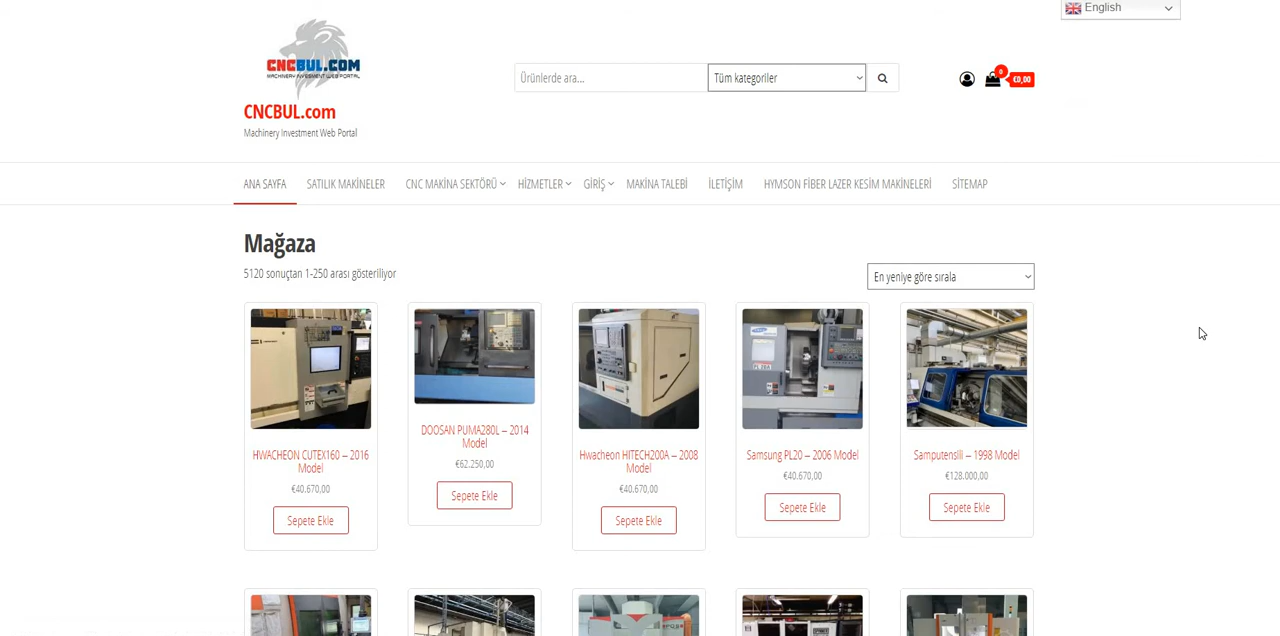 English
CNCBUL.COM
MACHINERY INVESMENT WEB PORTAL
CNCBUL.com
Machinery Investment Web Portal
Ürünlerde ara...
Tüm kategoriler
0
€0,00
ANA SAYFA
SATILIK MAKİNELER
CNC MAKİNA SEKTÖRÜ
HİZMETLER
GİRİŞ
MAKİNA TALEBİ
İLETİŞİM
HYMSON FİBER LAZER KESİM MAKİNELERİ
SİTEMAP
Mağaza
5120 sonuçtan 1-250 arası gösteriliyor
En yeniye göre sırala
HWACHEON CUTEX160 – 2016
Model
€40.670,00
Sepete Ekle
DOOSAN PUMA280L – 2014
Model
€62.250,00
Sepete Ekle
Hwacheon HITECH200A – 2008
Model
€40.670,00
Sepete Ekle
Samsung PL20 – 2006 Model
€40.670,00
Sepete Ekle
Samputensili – 1998 Model
€128.000,00
Sepete Ekle